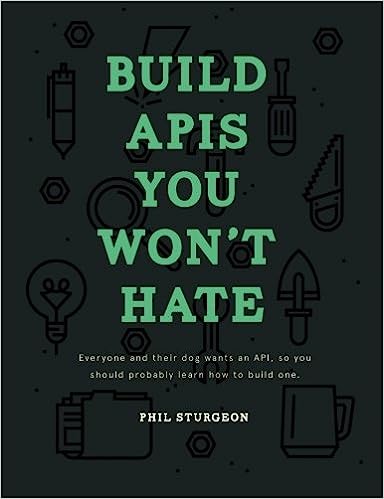 BUILD
APIS
YOU
WON'T
HATE
Everyone and their dog wants an API, so you
should probably learn how to build one.
PHIL STURGEON